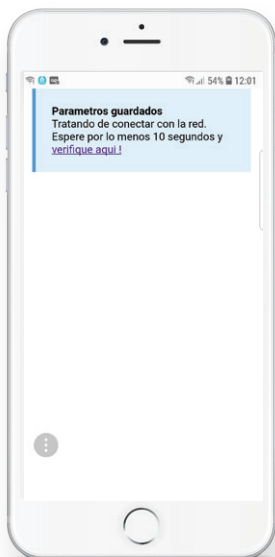 54% 12:01
Parametros guardados
Tratando de conectar con la red.
Espere por lo menos 10 segundos y
verifique aqui !